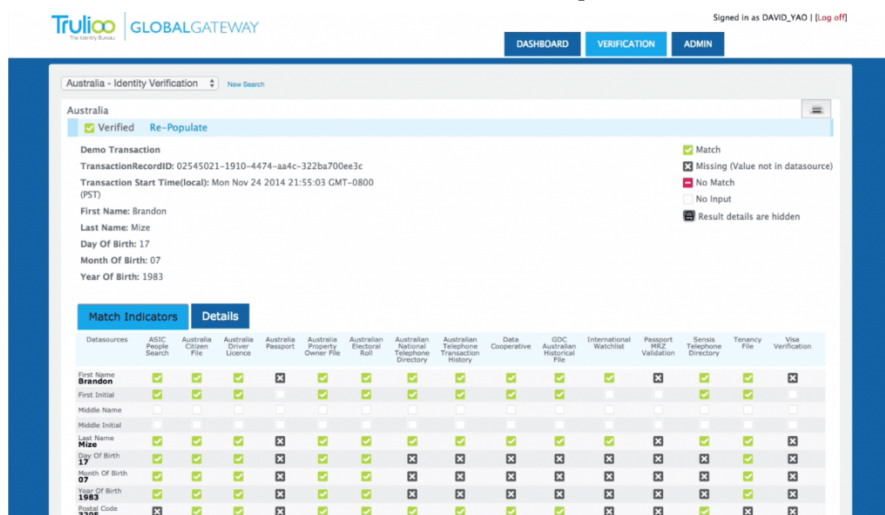 Signed in as DAVID_YAO | [Log off]
Trulioo GLOBALGATEWAY
The Identity Bureau
DASHBOARD VERIFICATION ADMIN
Australia - Identity Verification New Search
Australia
Verified Re-Populate
Demo Transaction
TransactionRecordID: 02545021-1910-4474-aa4c-322ba700ee3c
Transaction Start Time(local): Mon Nov 24 2014 21:55:03 GMT-0800
(PST)
First Name: Brandon
Last Name: Mize
Day Of Birth: 17
Month Of Birth: 07
Year Of Birth: 1983
Match
Missing (Value not in datasource)
No Match
No Input
Result details are hidden
Match Indicators Details
Datasources
ASIC
People
Search
Australia
Citizen
File
Australia
Driver
Licence
Australia
Passport
Australia
Property
Owner File
Australian
Electoral
Roll
Australian
National
Telephone
Directory
Australian
Telephone
Transaction
History
Data
Cooperative
GDC
Australian
Historical
File
International
Watchlist
Passport
MRZ
Validation
Sensis
Telephone
Directory
Tenancy
File
Visa
Verification
First Name
Brandon
First Initial
Middle Name
Middle Initial
Last Name
Mize
Day Of Birth
17
Month Of Birth
07
Year Of Birth
1983
Postal Code